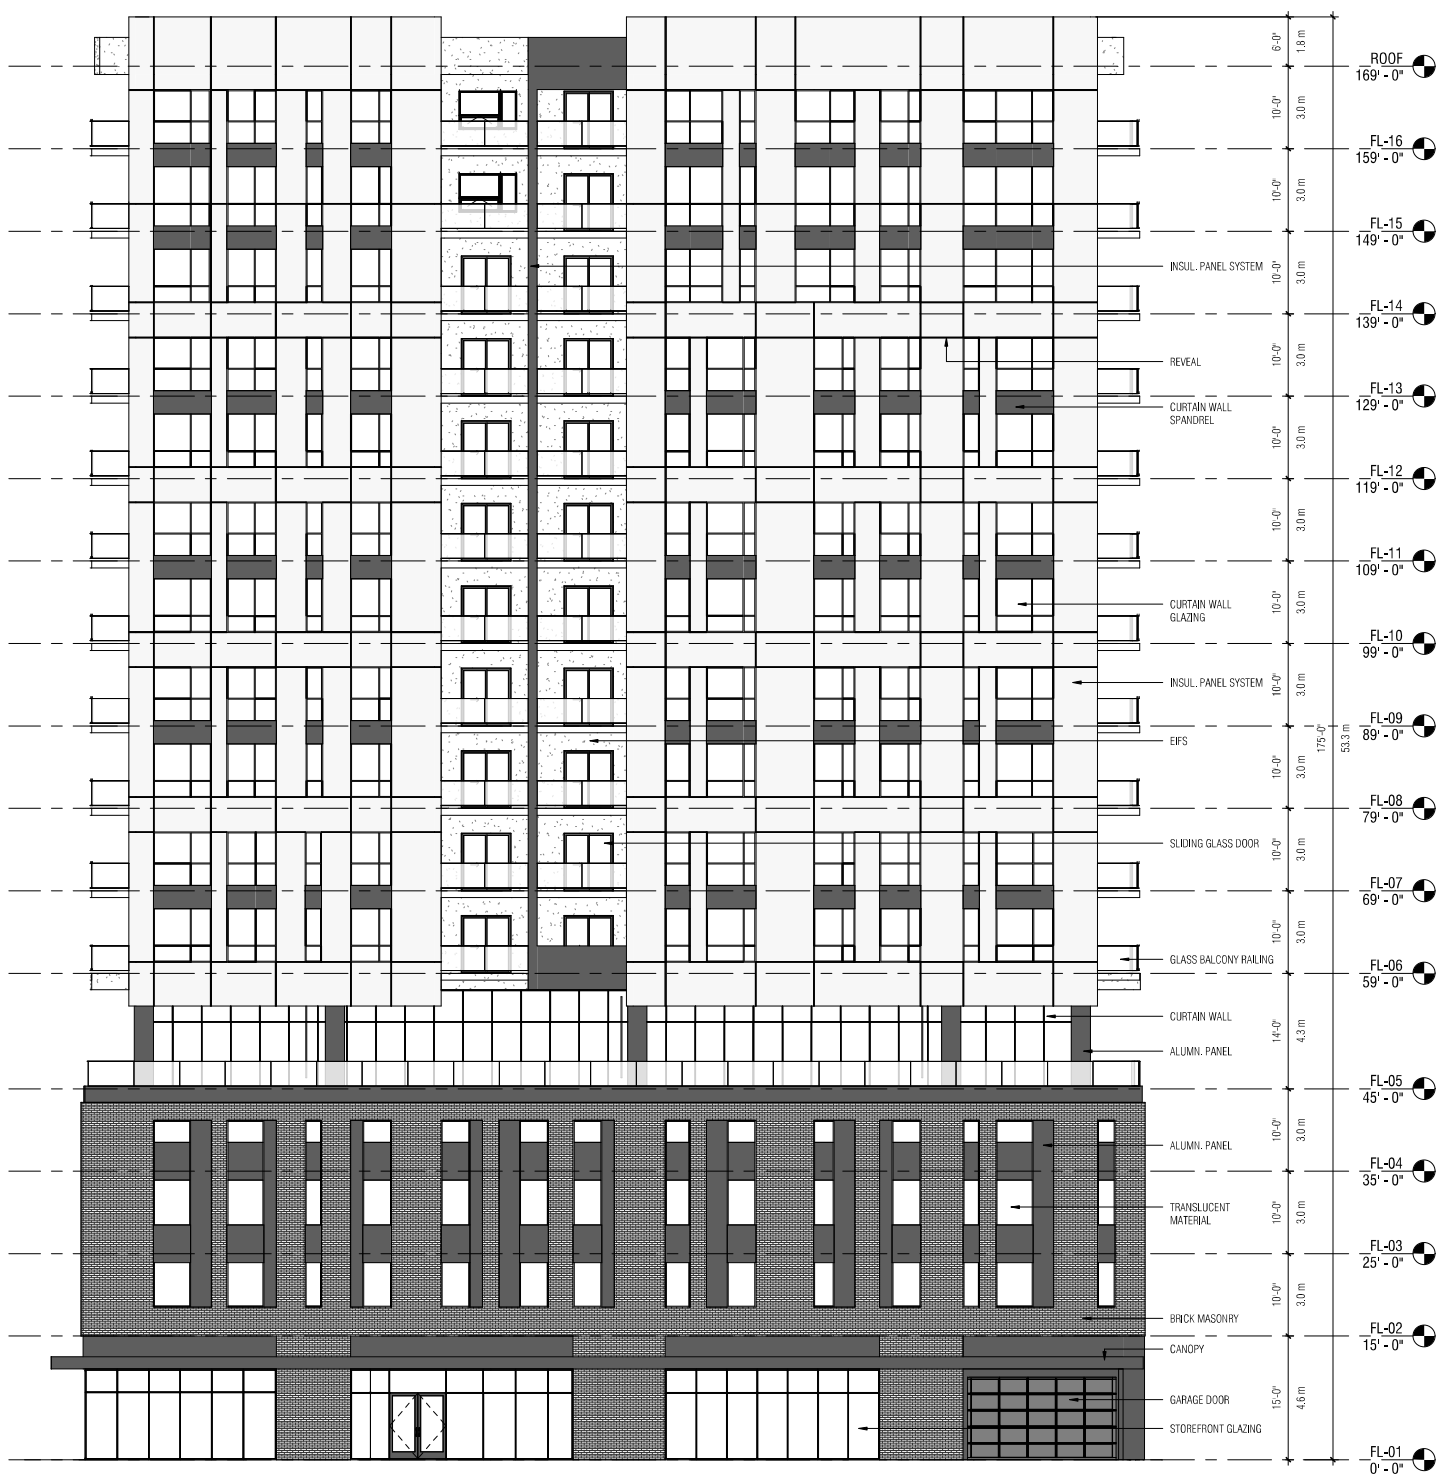 6'-0"
1.8 m
ROOF
169' - 0"
10'-0"
3.0 m
FL-16
159' - 0"
10'-0"
3.0 m
FL-15
149' - 0"
INSUL. PANEL SYSTEM
10'-0"
3.0 m
FL-14
139' - 0"
REVEAL
10'-0"
3.0 m
FL-13
129' - 0"
CURTAIN WALL
SPANDREL
10'-0"
3.0 m
FL-12
119' - 0"
10'-0"
3.0 m
FL-11
109' - 0"
CURTAIN WALL
GLAZING
10'-0"
3.0 m
FL-10
99' - 0"
INSUL. PANEL SYSTEM
10'-0"
3.0 m
FL-09
89' - 0"
EIFS
175'-0"
53.3 m
10'-0"
3.0 m
FL-08
79' - 0"
SLIDING GLASS DOOR
10'-0"
3.0 m
FL-07
69' - 0"
10'-0"
3.0 m
GLASS BALCONY RAILING
FL-06
59' - 0"
CURTAIN WALL
14'-0"
4.3 m
ALUMN. PANEL
FL-05
45' - 0"
10'-0"
3.0 m
ALUMN. PANEL
FL-04
35' - 0"
TRANSLUCENT
MATERIAL
10'-0"
3.0 m
FL-03
25' - 0"
10'-0"
3.0 m
BRICK MASONRY
FL-02
15' - 0"
CANOPY
GARAGE DOOR
15'-0"
4.6 m
STOREFRONT GLAZING
FL-01
0' - 0"